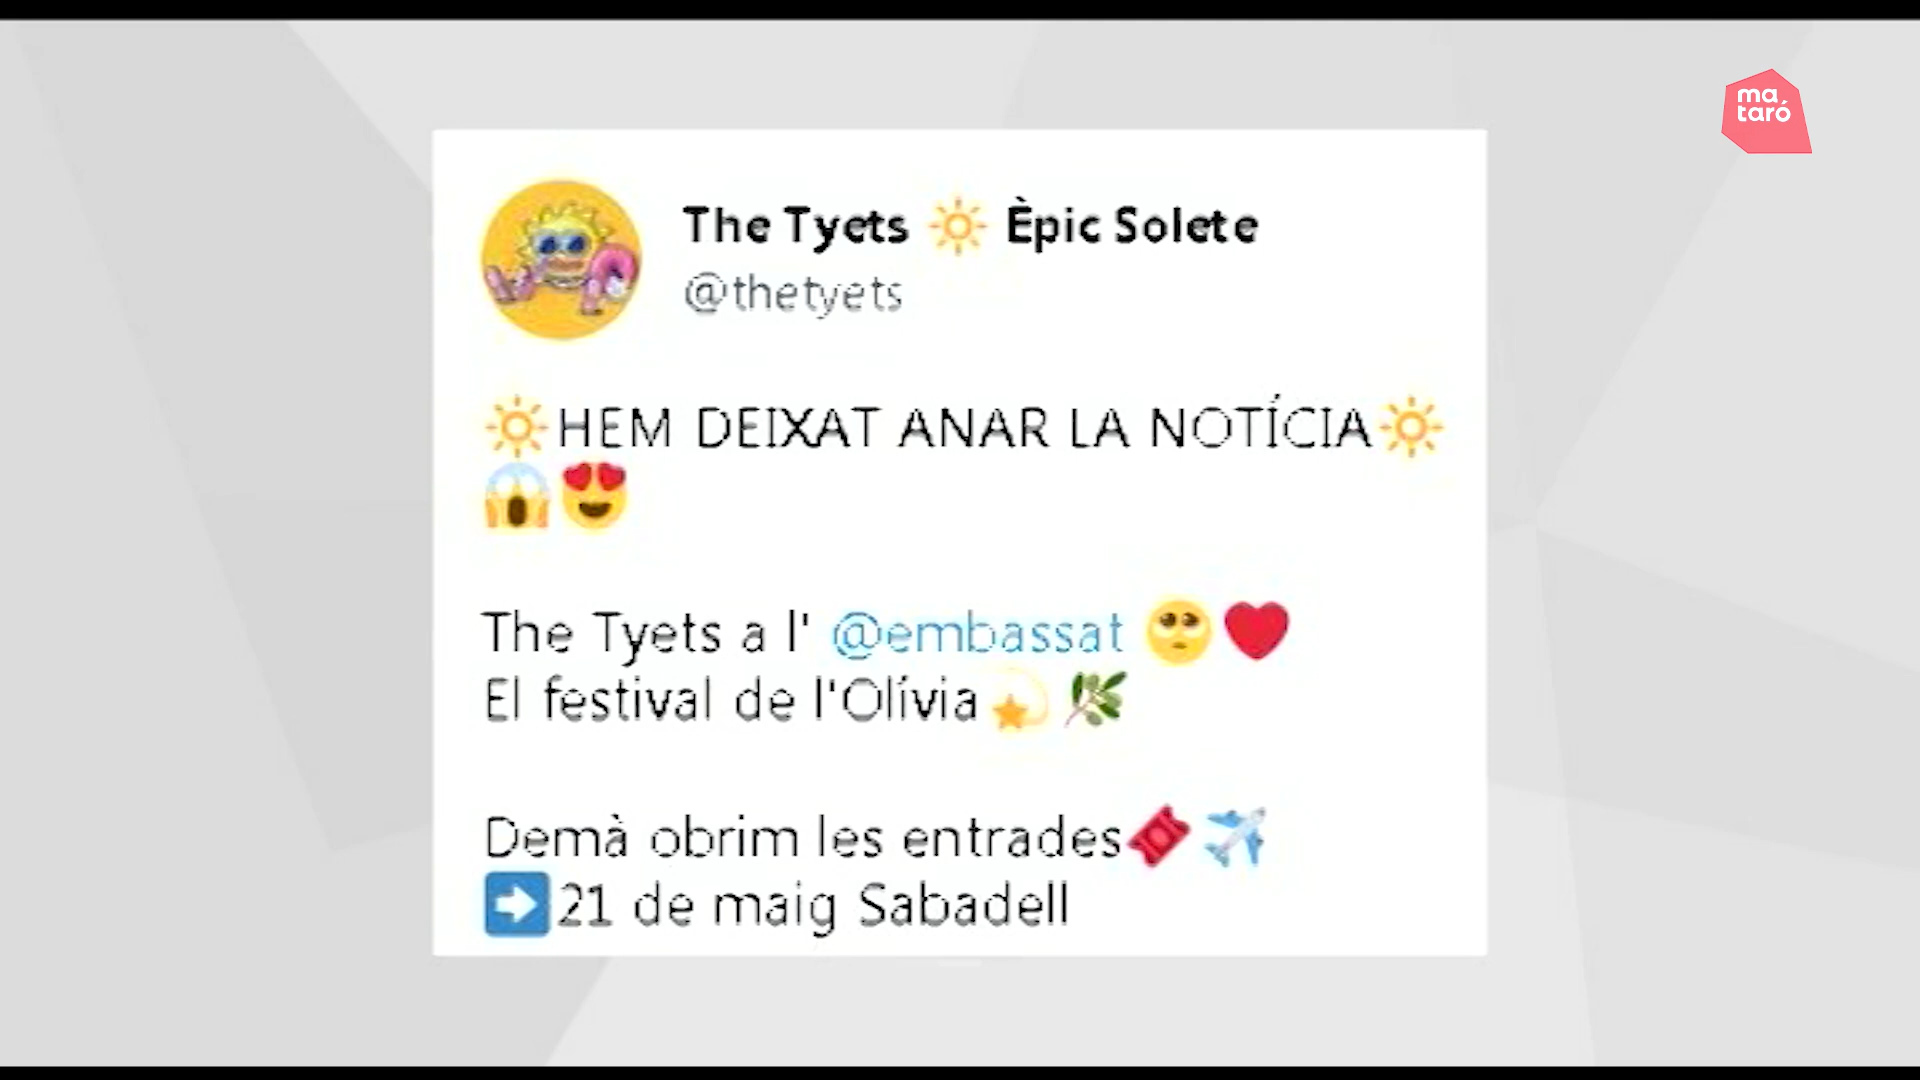 ma
taró
The Tyets 🔆 Èpic Solete
@thetyets
🔆HEM DEIXAT ANAR LA NOTÍCIA🔆
😱😍
The Tyets a l' @embassat 🥺❤️
El festival de l'Olívia💫🌿
Demà obrim les entrades🎟️✈️
➡️21 de maig Sabadell